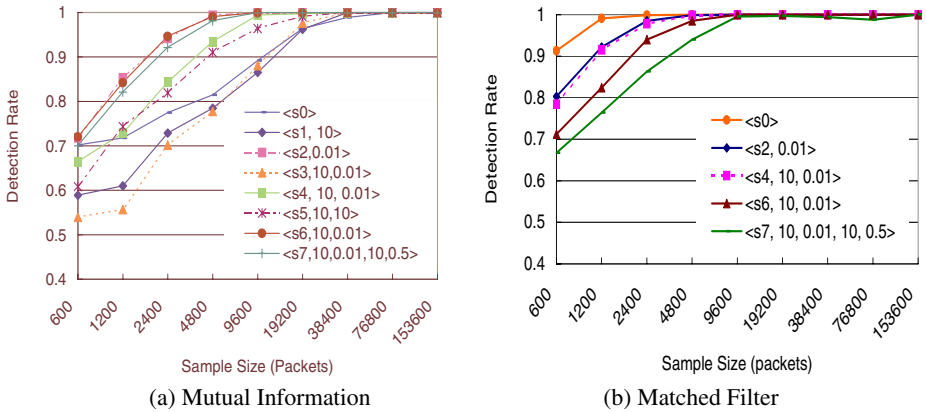 1
0.9
0.8
0.7
0.6
0.5
0.4
Detection Rate
<s0>
<s1, 10>
<s2,0.01>
<s3,10,0.01>
<s4, 10, 0.01>
<s5,10,10>
<s6,10,0.01>
<s7,10,0.01,10,0.5>
600
1200
2400
4800
9600
19200
38400
76800
153600
Sample Size (Packets)
(a) Mutual Information
1
0.9
0.8
0.7
0.6
0.5
0.4
Detection Rate
<s0>
<s2, 0.01>
<s4, 10, 0.01>
<s6, 10, 0.01>
<s7, 10, 0.01, 10, 0.5>
600
1200
2400
4800
9600
19200
38400
76800
153600
Sample Size (packets)
(b) Matched Filter